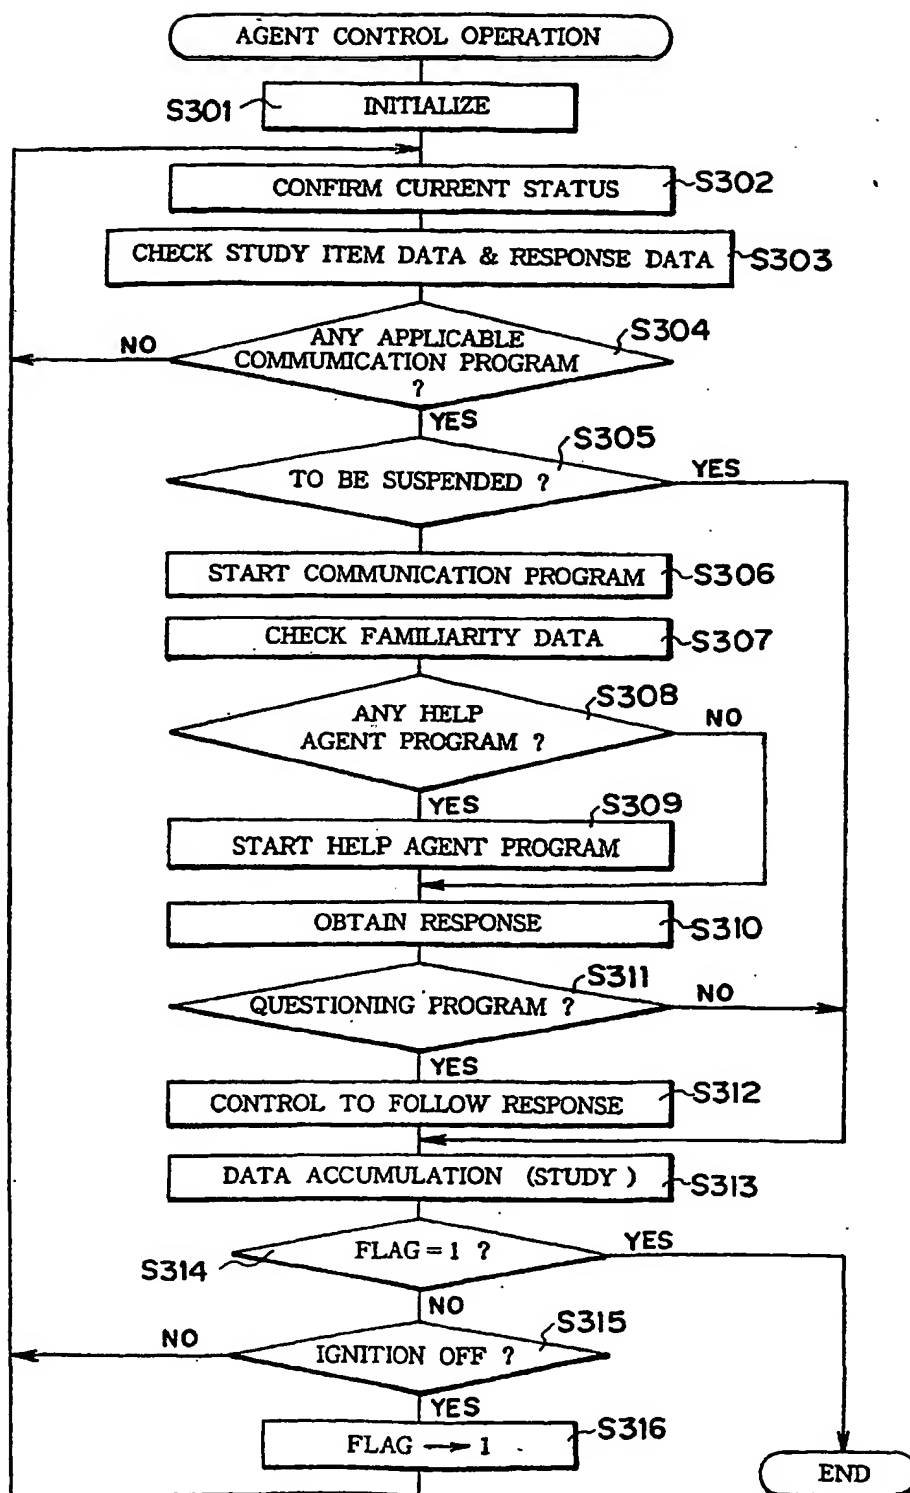 AGENT CONTROL OPERATION
S301
INITIALIZE
CONFIRM CURRENT STATUS
S302
CHECK STUDY ITEM DATA & RESPONSE DATA
S303
S304
NO
ANY APPLICABLE
COMMUMICATION PROGRAM
?
YES
S305
TO BE SUSPENDED ?
YES
START COMMUNICATION PROGRAM
S306
CHECK FAMILIARITY DATA
S307
S308
ANY HELP
AGENT PROGRAM ?
NO
YES
S309
START HELP AGENT PROGRAM
OBTAIN RESPONSE
S310
S311
QUESTIONING PROGRAM ?
NO
YES
CONTROL TO FOLLOW RESPONSE
S312
DATA ACCUMULATION (STUDY)
S313
S314
FLAG = 1 ?
YES
NO
S315
NO
IGNITION OFF ?
YES
S316
FLAG → 1
END